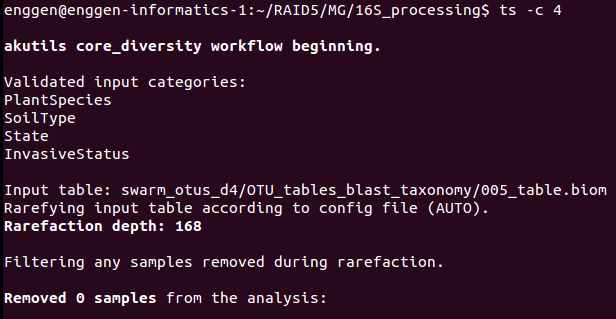 enggen@enggen-informatics-1:~/RAID5/MG/16S_processing$ ts -c 4
akutils core_diversity workflow beginning.
Validated input categories:
PlantSpecies
SoilType
State
InvasiveStatus
Input table: swarm_otus_d4/OTU_tables_blast_taxonomy/005_table.biom
Rarefying input table according to config file (AUTO).
Rarefaction depth: 168
Filtering any samples removed during rarefaction.
Removed 0 samples from the analysis: